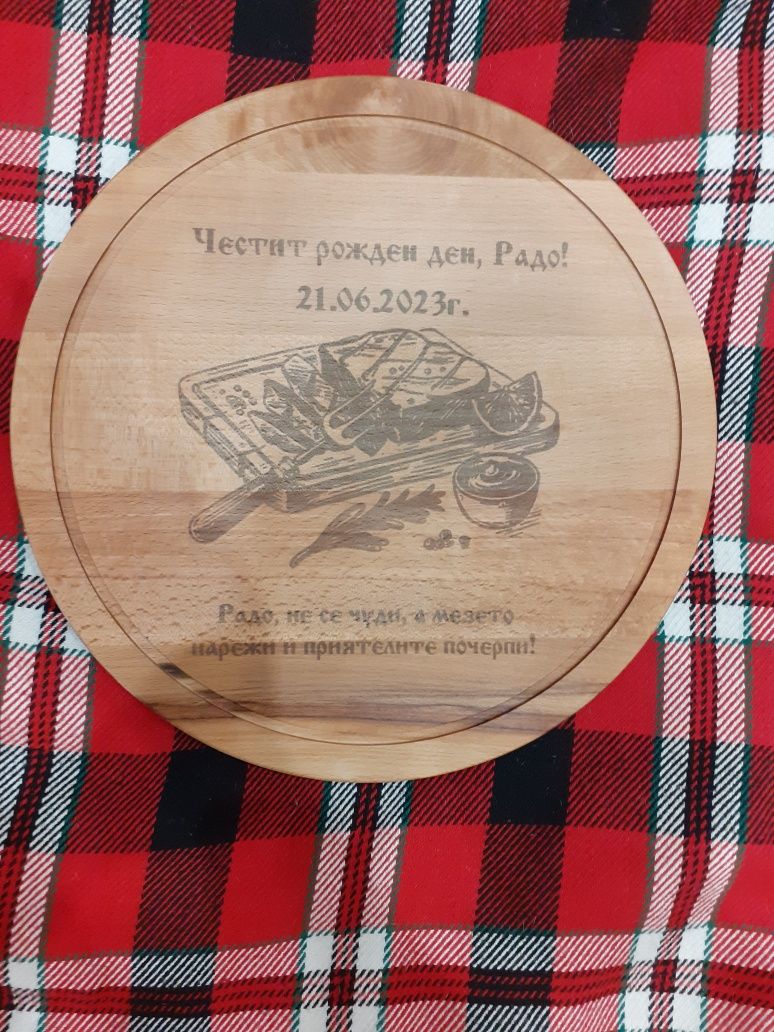 Честит рожден ден, Радо!
21.06.2023г.
Радо, не се чуди, а мезето
нарежи и приятелите почерпи!